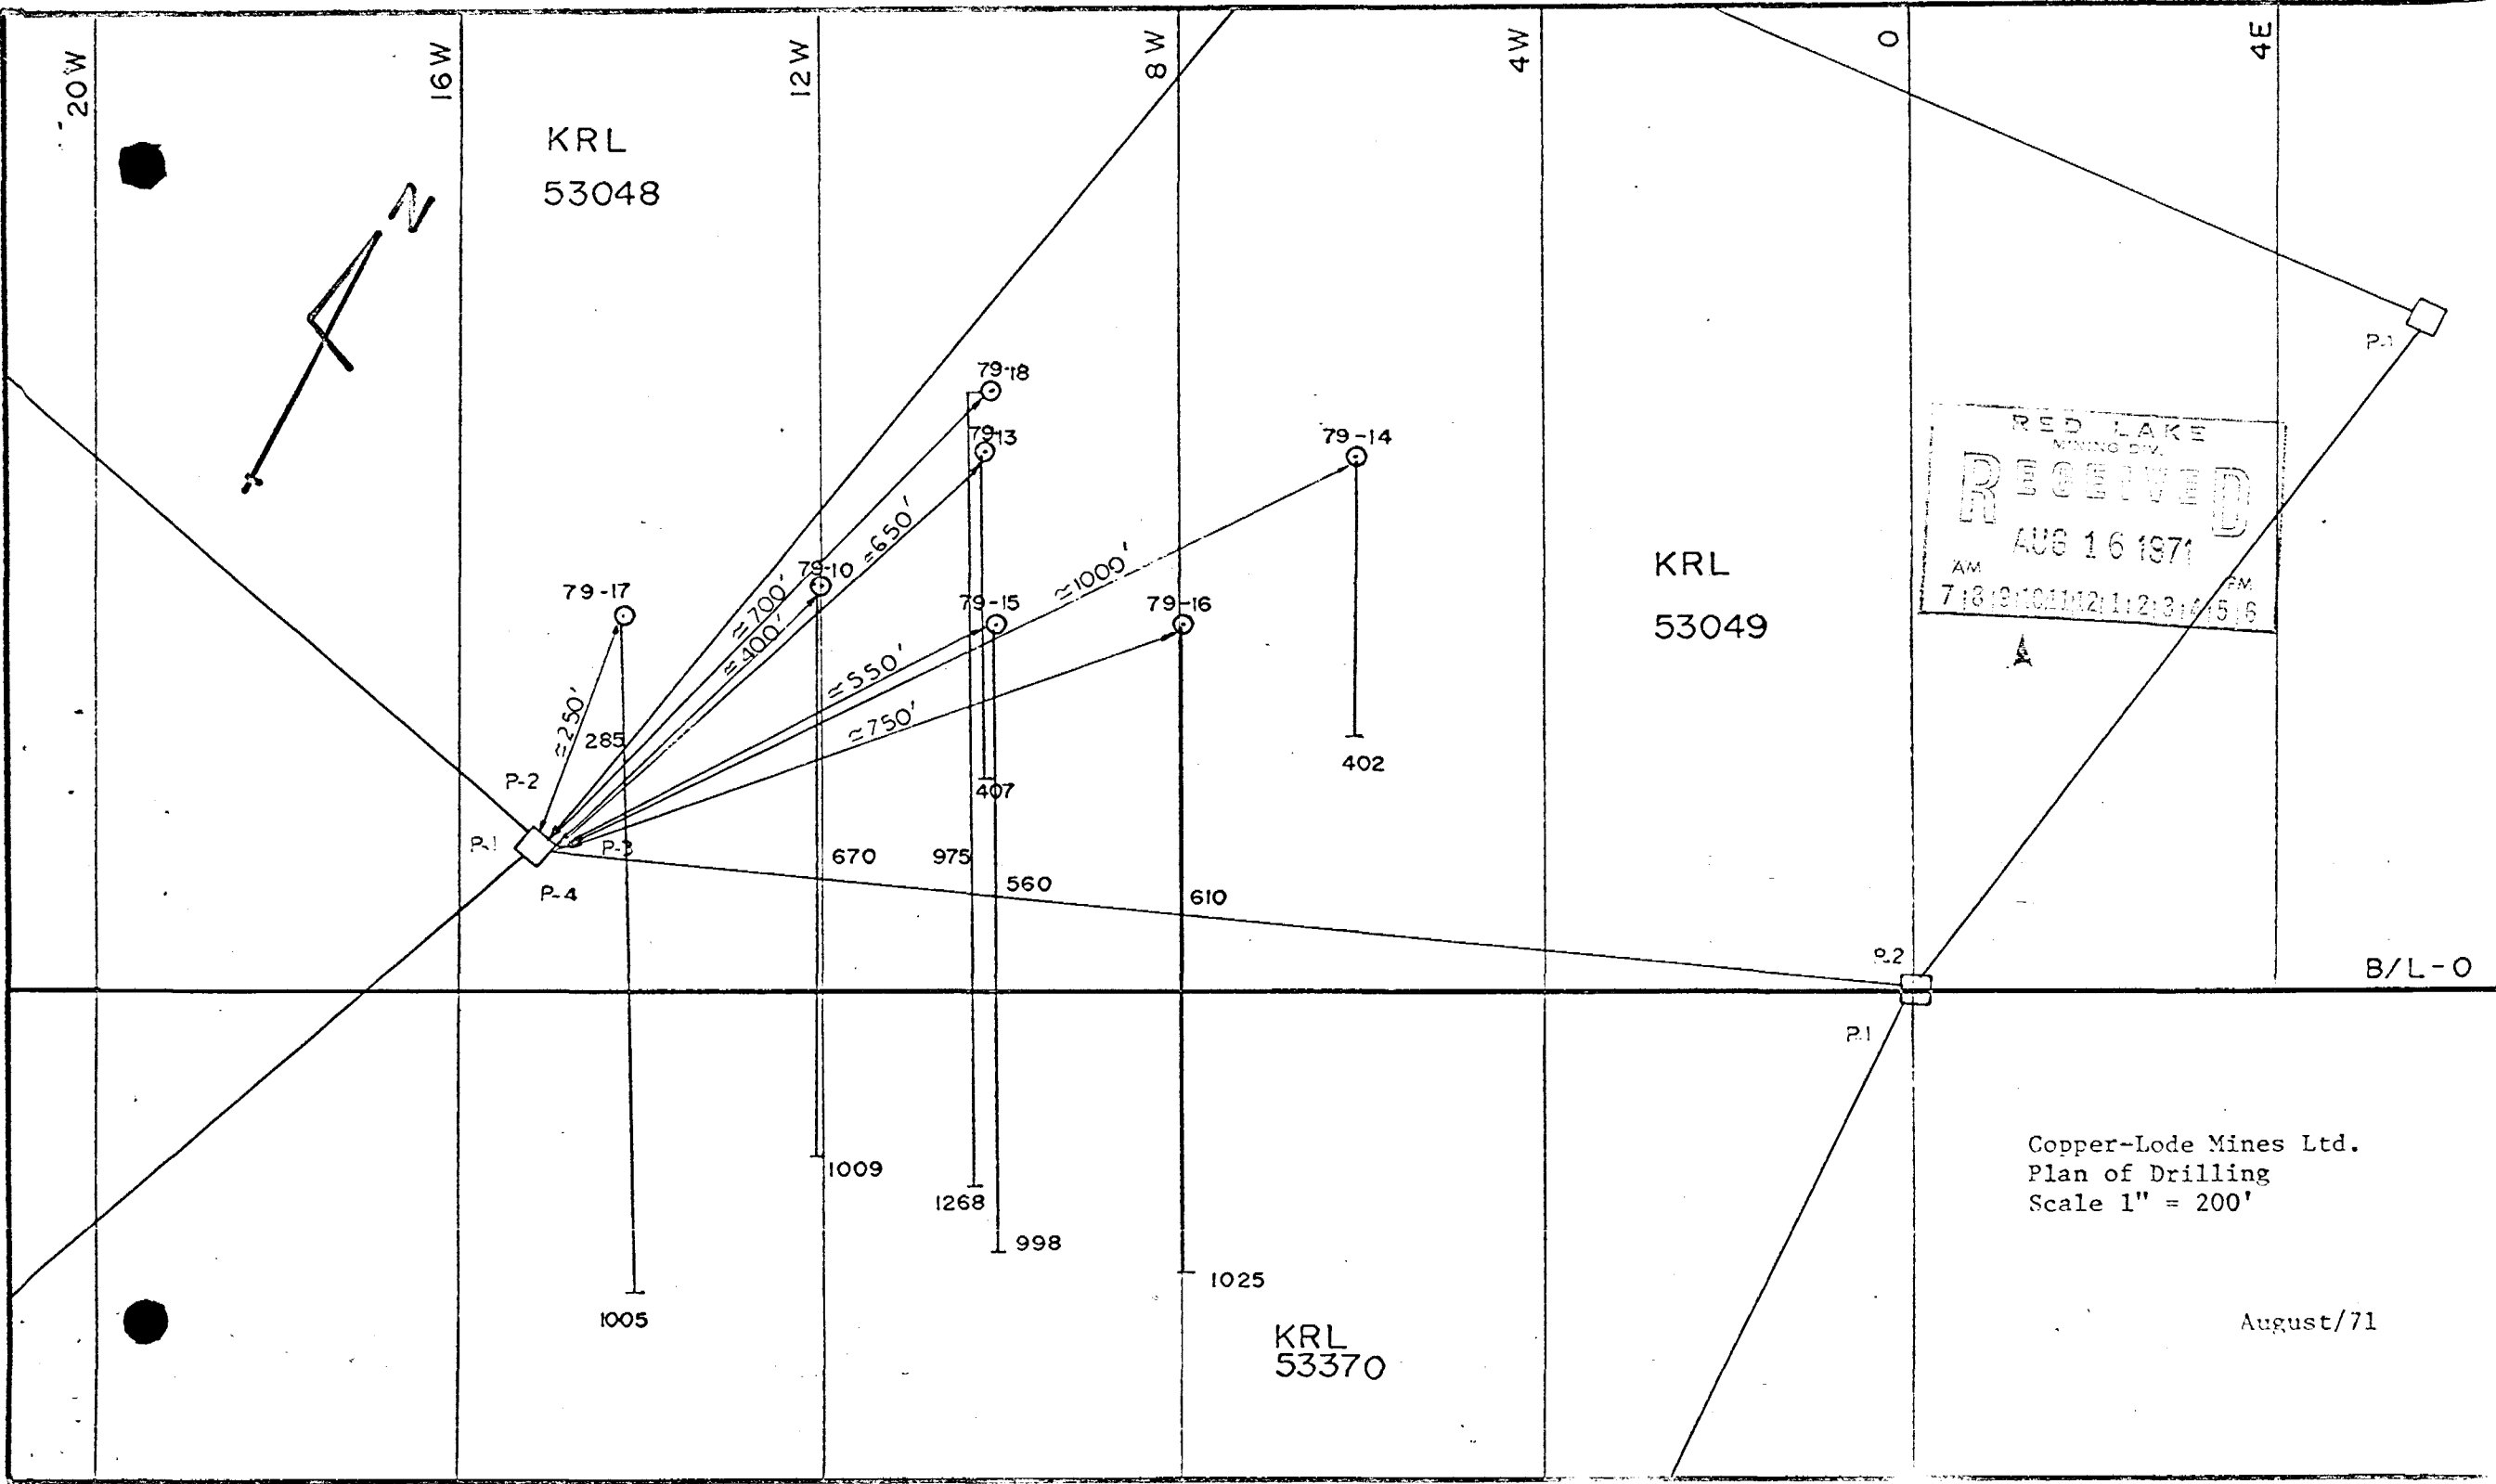 20W
16W
12W
8W
4W
0
4E
KRL
53048
N
P-1
79-18
79-13
79-14
RED LAKE
MINING DIV.
RECEIVED
AUG 16 1971
AM
PM
7|8|9|10|11|12|1|2|3|4|5|6
KRL
53049
≃650'
79-10
79-17
≃700'
≃400'
79-15
≃1000'
79-16
≃550'
≃250'
≃750'
285
402
P-2
407
P-1
P-3
670
975
560
P-4
610
P.2
B/L-0
P.1
1009
1268
998
1025
1005
KRL
53370
Copper-Lode Mines Ltd.
Plan of Drilling
Scale 1" = 200'
August/71